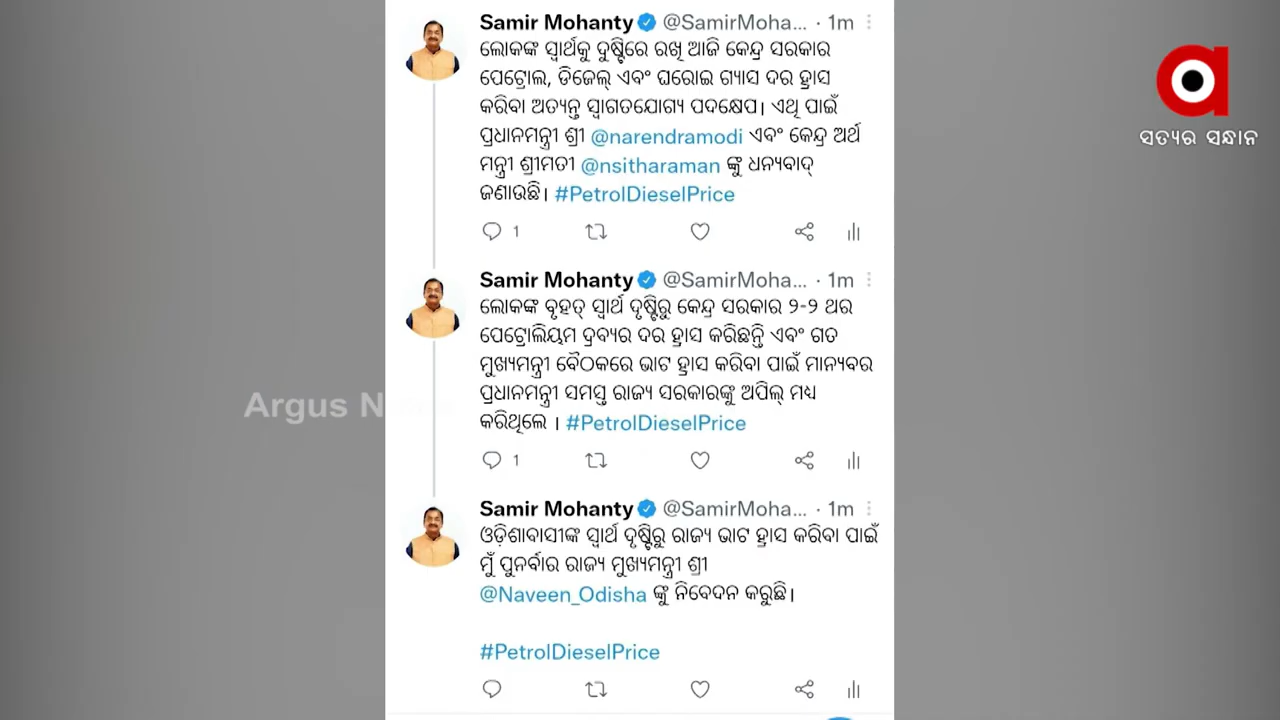 Samir Mohanty @SamirMoha... · 1m
ଲୋକଙ୍କ ସ୍ୱାର୍ଥକୁ ଦୃଷ୍ଟିରେ ରଖି ଆଜି କେନ୍ଦ୍ର ସରକାର
ପେଟ୍ରୋଲ, ଡିଜେଲ୍ ଏବଂ ଘରୋଇ ଗ୍ୟାସ ଦର ହ୍ରାସ
କରିବା ଅତ୍ୟନ୍ତ ସ୍ୱାଗତଯୋଗ୍ୟ ପଦକ୍ଷେପ। ଏଥି ପାଇଁ
ପ୍ରଧାନମନ୍ତ୍ରୀ ଶ୍ରୀ @narendramodi ଏବଂ କେନ୍ଦ୍ର ଅର୍ଥ
ମନ୍ତ୍ରୀ ଶ୍ରୀମତୀ @nsitharaman ଙ୍କୁ ଧନ୍ୟବାଦ୍
ଜଣାଉଛି। #PetrolDieselPrice
1
Samir Mohanty @SamirMoha... · 1m
ଲୋକଙ୍କ ବୃହତ୍ ସ୍ୱାର୍ଥ ଦୃଷ୍ଟିରୁ କେନ୍ଦ୍ର ସରକାର ୨-୨ ଥର
ପେଟ୍ରୋଲିୟମ ଦ୍ରବ୍ୟର ଦର ହ୍ରାସ କରିଛନ୍ତି ଏବଂ ଗତ
ମୁଖ୍ୟମନ୍ତ୍ରୀ ବୈଠକରେ ଭାଟ ହ୍ରାସ କରିବା ପାଇଁ ମାନ୍ୟବର
ପ୍ରଧାନମନ୍ତ୍ରୀ ସମସ୍ତ ରାଜ୍ୟ ସରକାରଙ୍କୁ ଅପିଲ୍ ମଧ୍ୟ
କରିଥିଲେ । #PetrolDieselPrice
1
Samir Mohanty @SamirMoha... · 1m
ଓଡ଼ିଶାବାସୀଙ୍କ ସ୍ୱାର୍ଥ ଦୃଷ୍ଟିରୁ ରାଜ୍ୟ ଭାଟ ହ୍ରାସ କରିବା ପାଇଁ
ମୁଁ ପୁନର୍ବାର ରାଜ୍ୟ ମୁଖ୍ୟମନ୍ତ୍ରୀ ଶ୍ରୀ
@Naveen_Odisha ଙ୍କୁ ନିବେଦନ କରୁଛି।
#PetrolDieselPrice
ସତ୍ୟର ସନ୍ଧାନ
Argus